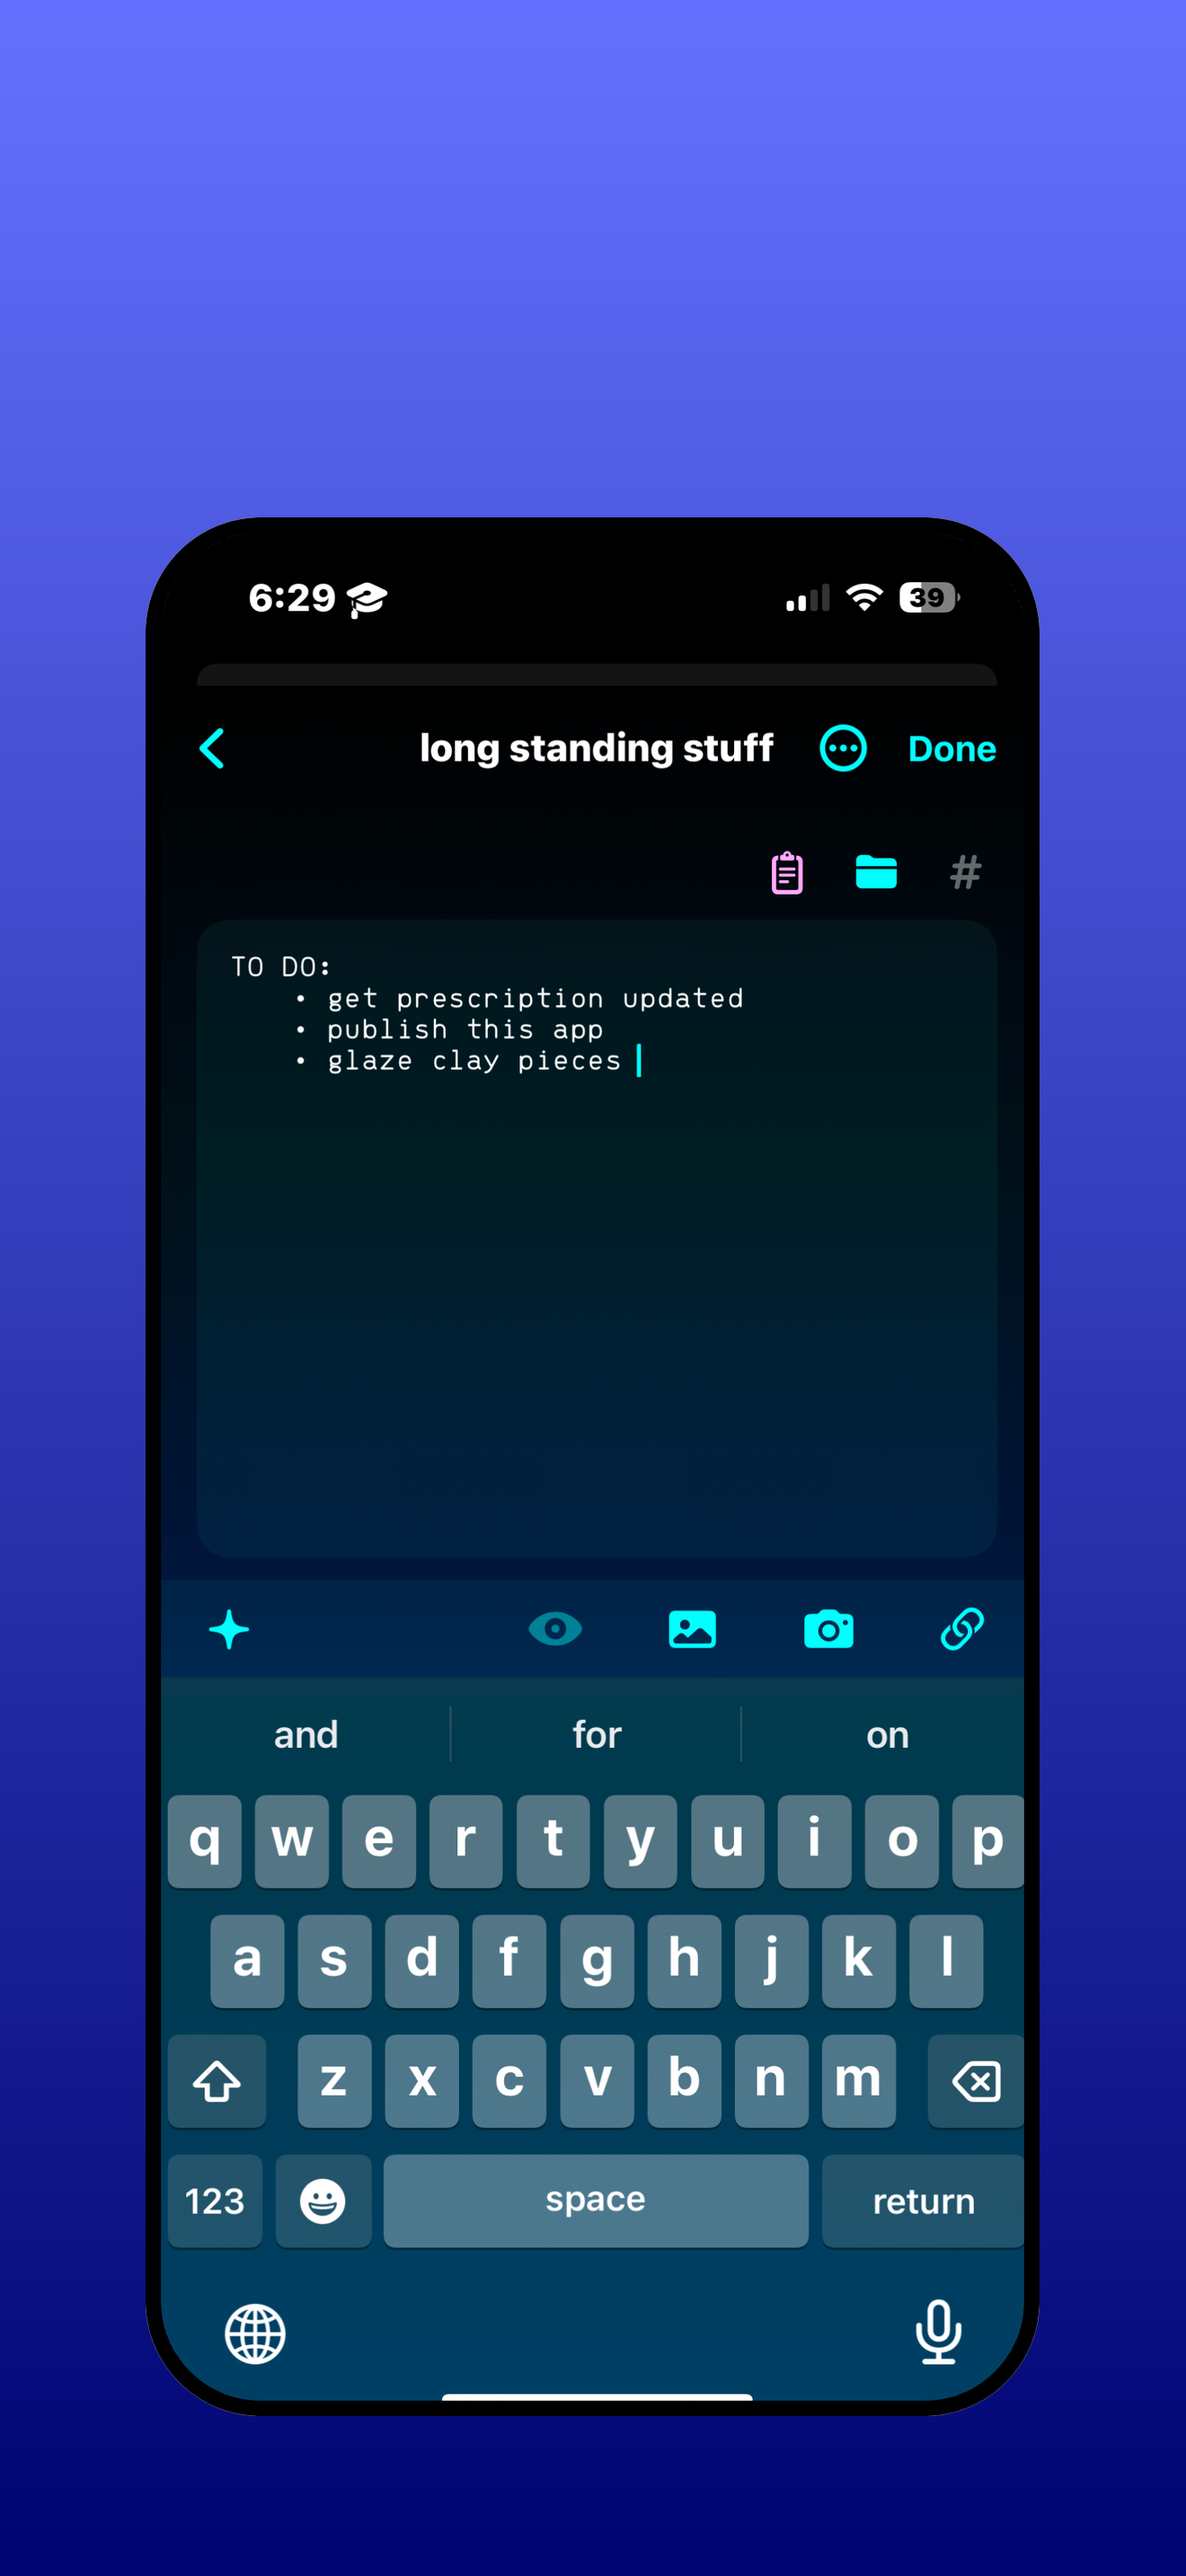 6:29
39
long standing stuff
Done
#
TO DO:
• get prescription updated
• publish this app
• glaze clay pieces
and for on
q w e r t y u i o p
a s d f g h j k l
z x c v b n m
123 space return